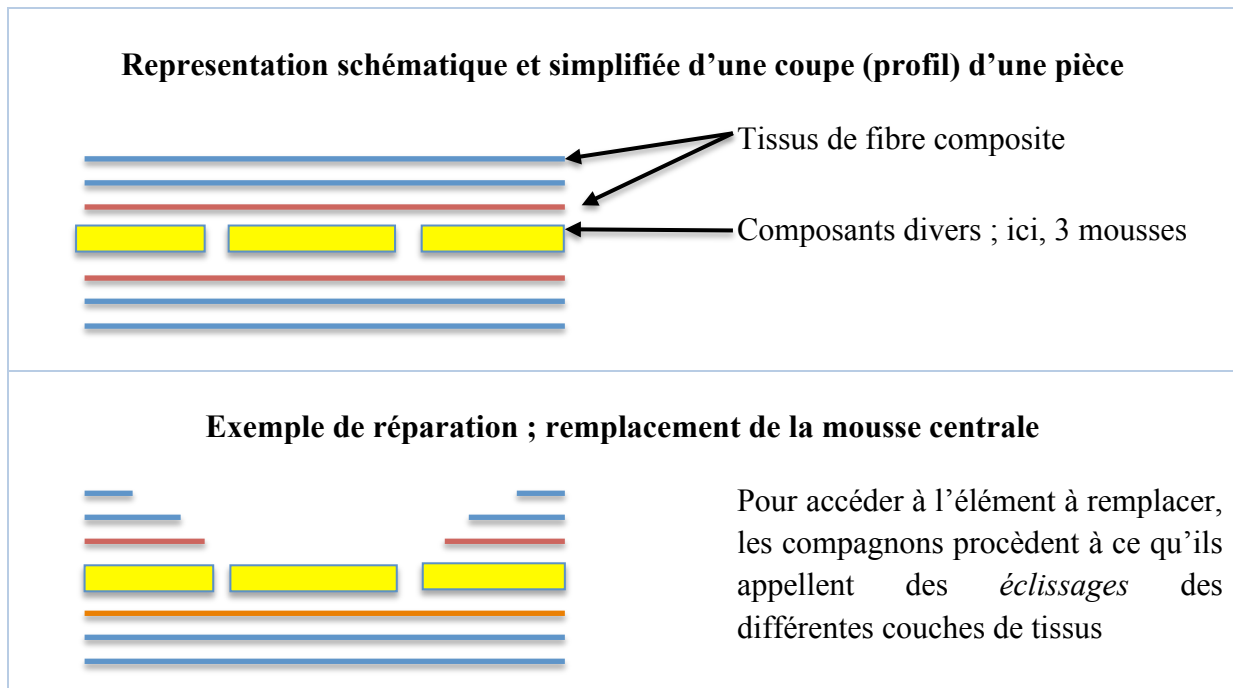 Representation schématique et simplifiée d’une coupe (profil) d’une pièce
Tissus de fibre composite
Composants divers ; ici, 3 mousses
Exemple de réparation ; remplacement de la mousse centrale
Pour accéder à l’élément à remplacer,
les compagnons procèdent à ce qu’ils
appellent des éclissages des
différentes couches de tissus